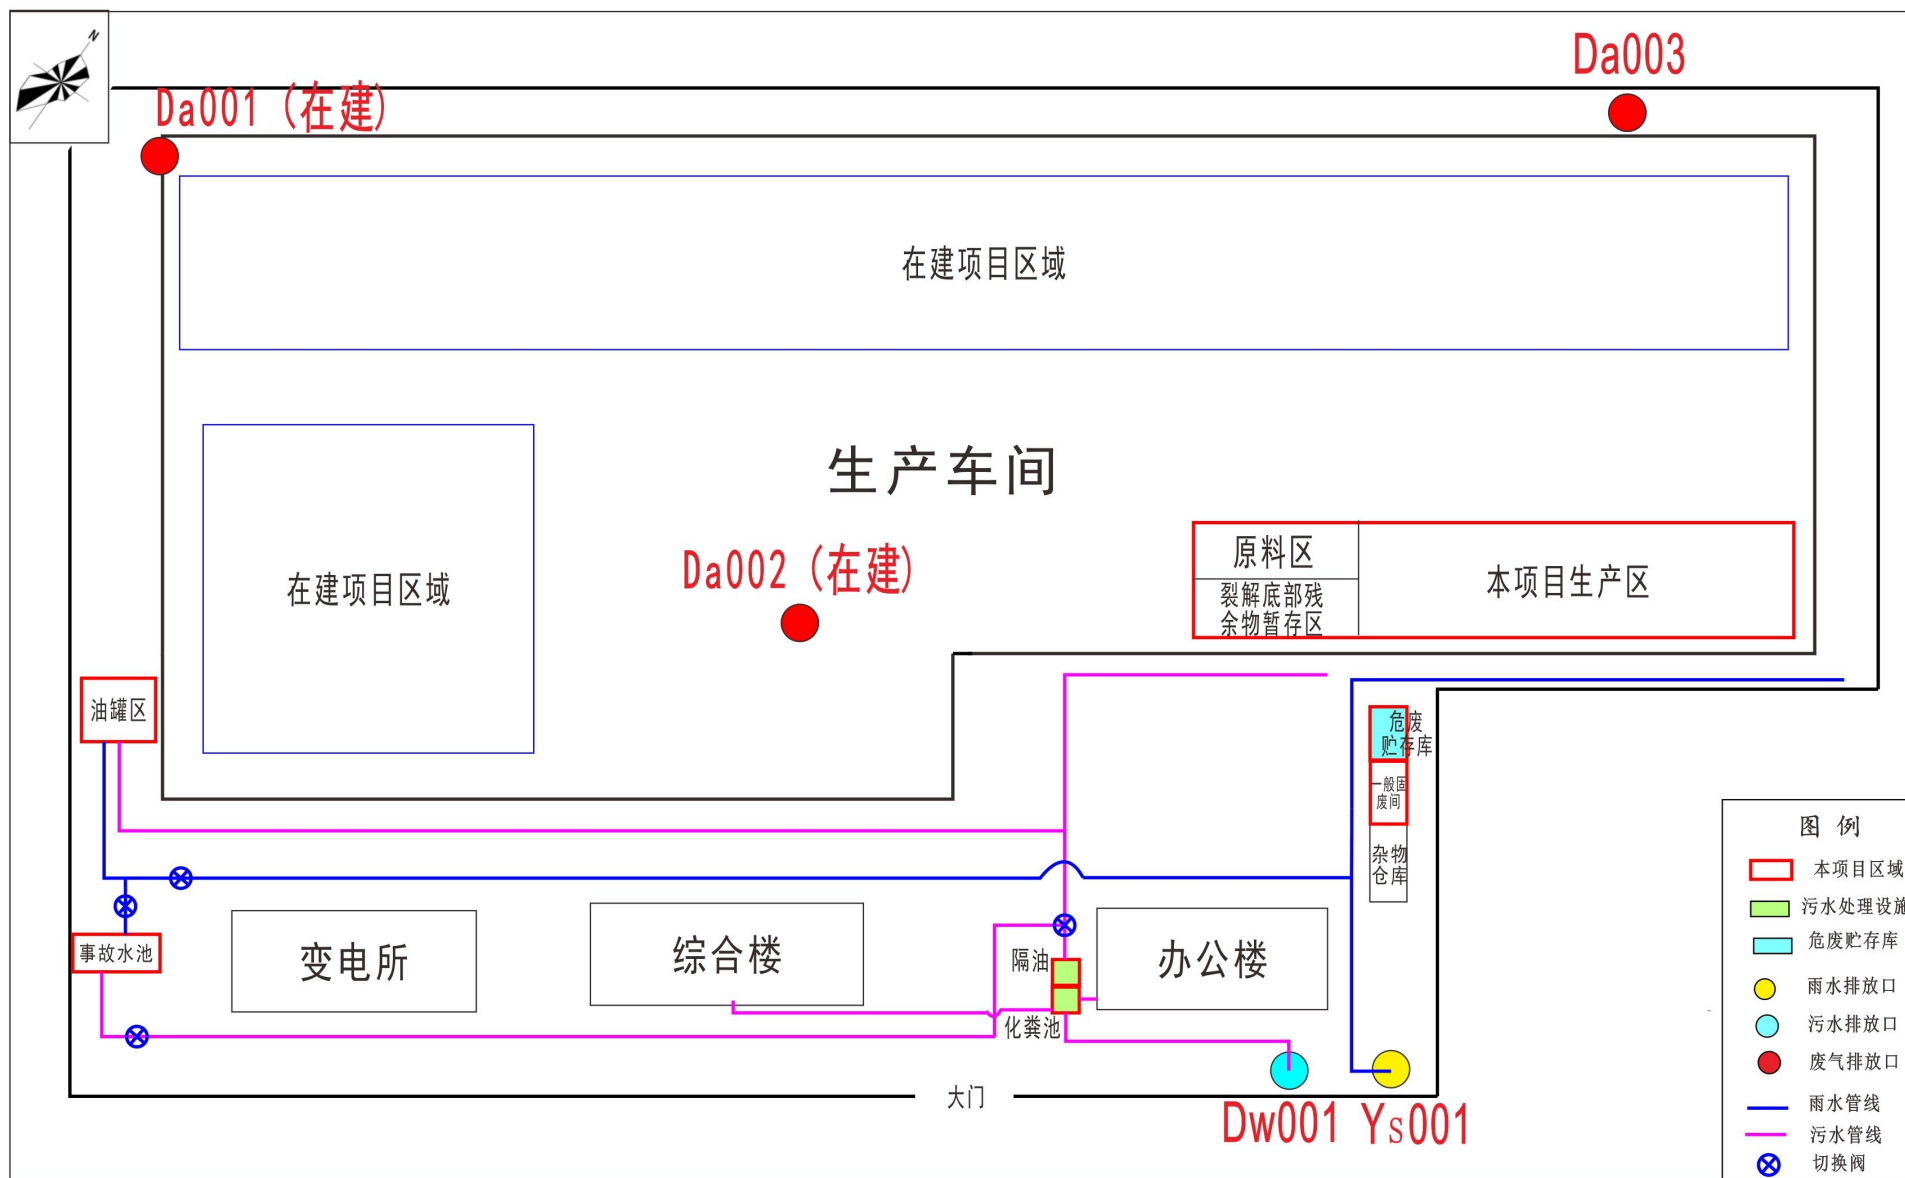 N
Da003
Da001（在建）
在建项目区域
生产车间
Da002（在建）
在建项目区域
原料区
裂解底部残
余物暂存区
本项目生产区
油罐区
危废
贮存库
一般固
废间
杂物
仓库
事故水池
变电所
综合楼
隔油
办公楼
化粪池
大门
Dw001
Ys001
图 例
本项目区域
污水处理设施
危废贮存库
雨水排放口
污水排放口
废气排放口
雨水管线
污水管线
切换阀